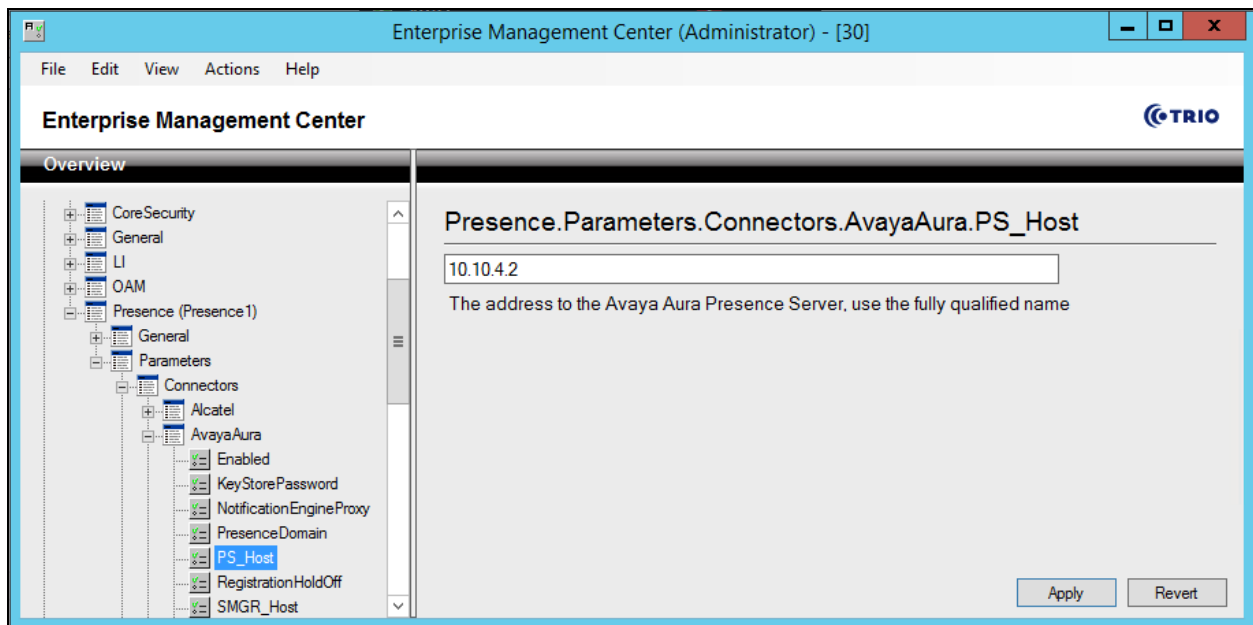 Enterprise Management Center (Administrator) - [30]
File Edit View Actions Help
Enterprise Management Center
TRIO
Overview
CoreSecurity
General
LI
OAM
Presence (Presence1)
General
Parameters
Connectors
Alcatel
AvayaAura
Enabled
KeyStorePassword
NotificationEngineProxy
PresenceDomain
PS_Host
RegistrationHoldOff
SMGR_Host
Presence.Parameters.Connectors.AvayaAura.PS_Host
10.10.4.2
The address to the Avaya Aura Presence Server, use the fully qualified name
Apply Revert